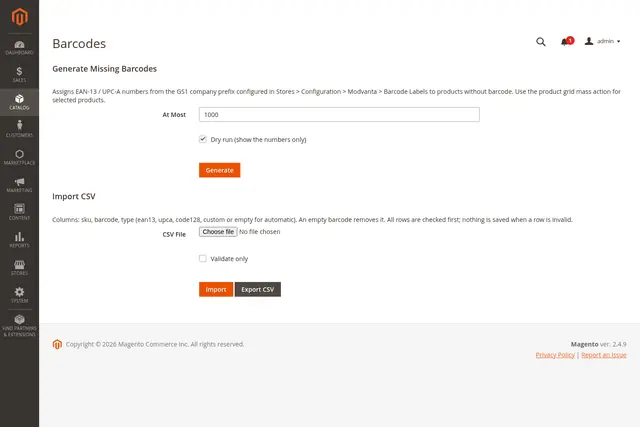 DASHBOARD
SALES
CATALOG
CUSTOMERS
MARKETPLACE
MARKETING
CONTENT
REPORTS
STORES
SYSTEM
FIND PARTNERS
& EXTENSIONS
Barcodes
1
admin
Generate Missing Barcodes
Assigns EAN-13 / UPC-A numbers from the GS1 company prefix configured in Stores > Configuration > Modvanta > Barcode Labels to products without barcode. Use the product grid mass action for
selected products.
At Most
1000
Dry run (show the numbers only)
Generate
Import CSV
Columns: sku, barcode, type (ean13, upca, code128, custom or empty for automatic). An empty barcode removes it. All rows are checked first; nothing is saved when a row is invalid.
CSV File
Choose file No file chosen
Validate only
Import Export CSV
Copyright © 2026 Magento Commerce Inc. All rights reserved.
Magento ver. 2.4.9
Privacy Policy | Report an Issue